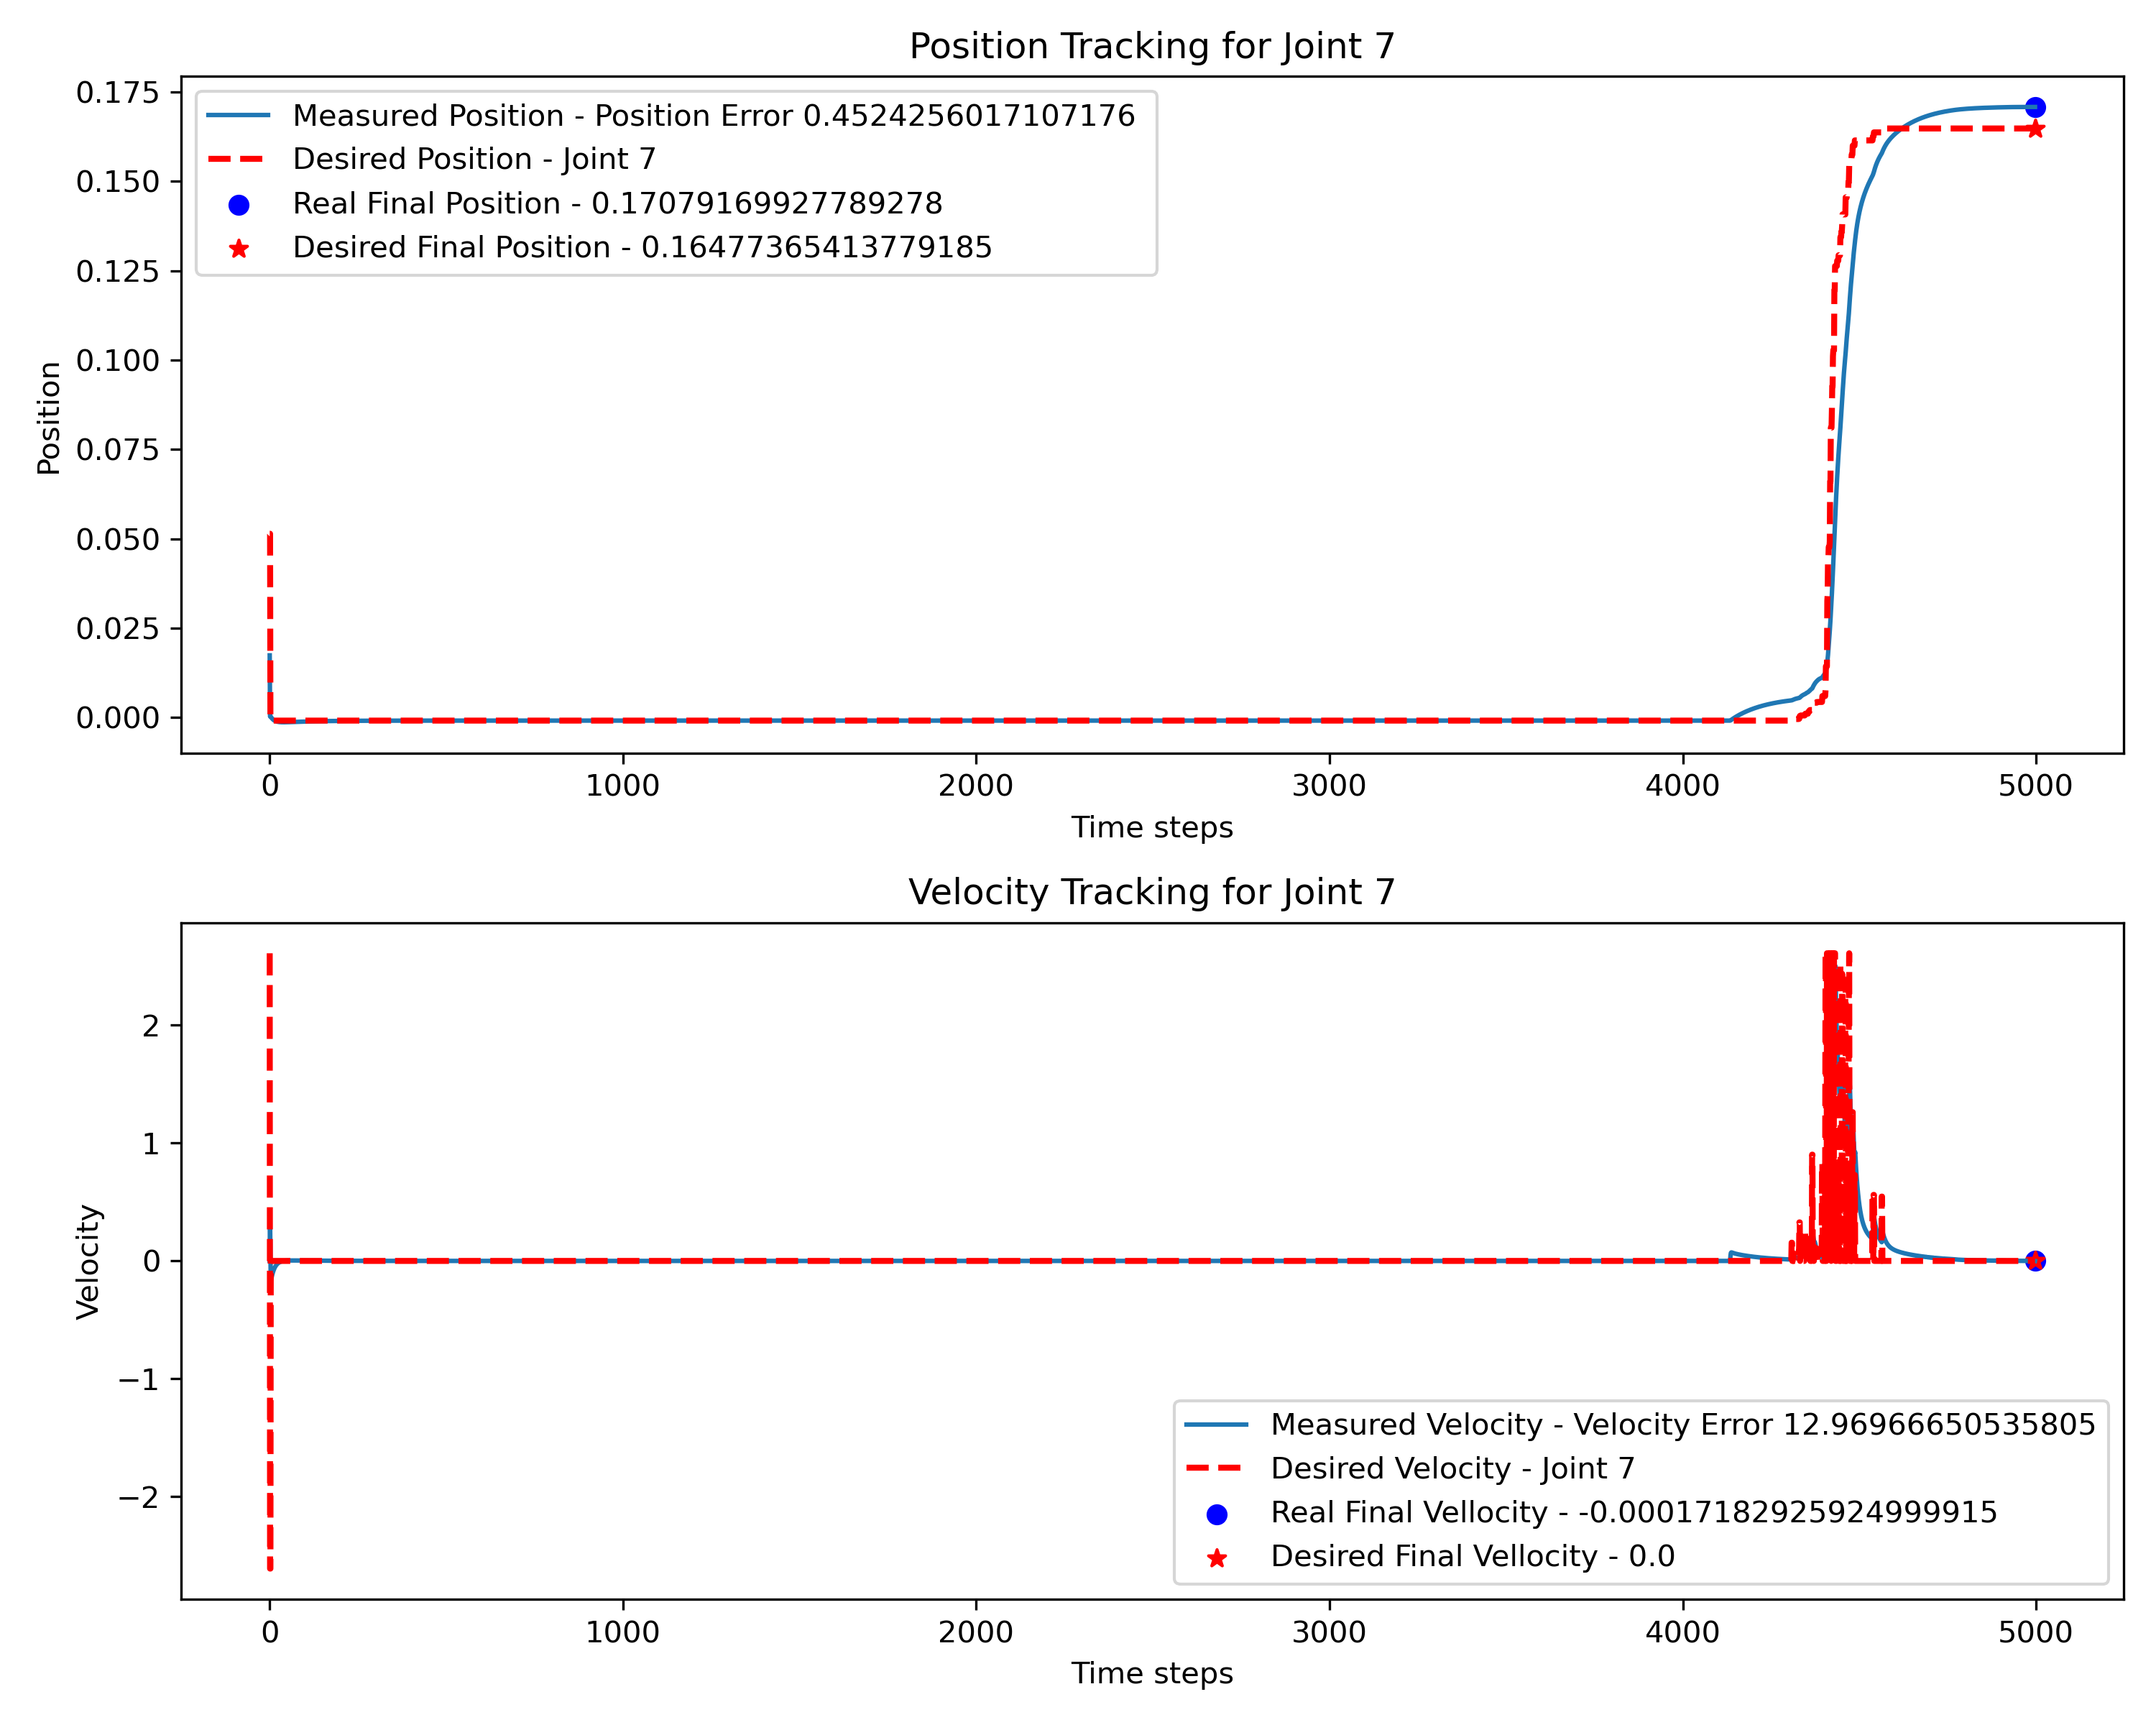 Position Tracking for Joint 7
0.175
0.150
0.125
0.100
0.075
0.050
0.025
0.000
Position
Measured Position - Position Error 0.4524256017107176
Desired Position - Joint 7
Real Final Position - 0.17079169927789278
Desired Final Position - 0.16477365413779185
0 1000 2000 3000 4000 5000
Time steps
Velocity Tracking for Joint 7
2
1
0
−1
−2
Velocity
Measured Velocity - Velocity Error 12.96966650535805
Desired Velocity - Joint 7
Real Final Vellocity - -0.00017182925924999915
Desired Final Vellocity - 0.0
0 1000 2000 3000 4000 5000
Time steps